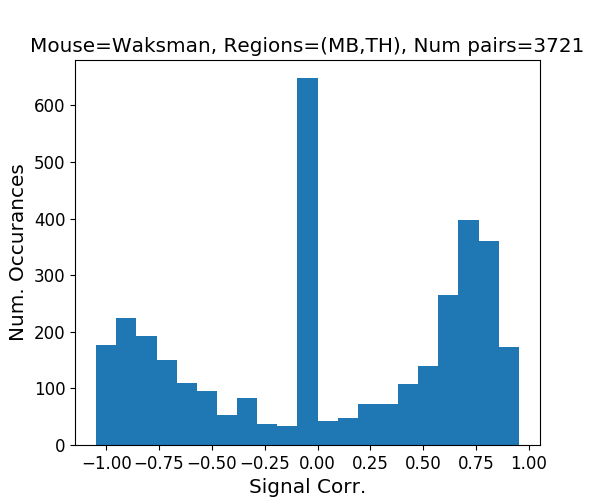 Mouse=Waksman, Regions=(MB,TH), Num pairs=3721
Num. Occurances
600
500
400
300
200
100
0
−1.00 −0.75 −0.50 −0.25 0.00 0.25 0.50 0.75 1.00
Signal Corr.